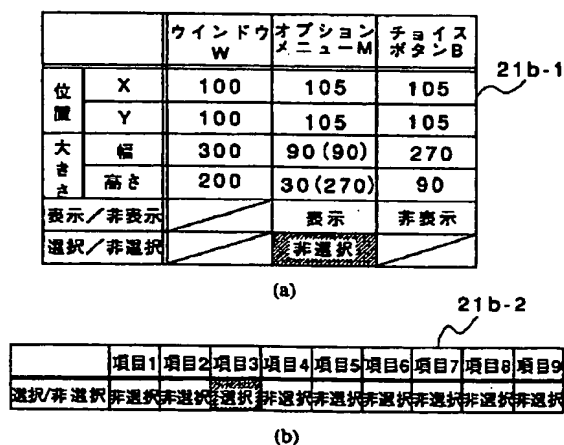 ウインドウW オプションメニューM チョイスボタンB
21b-1
位置 X 100 105 105
Y 100 105 105
大きさ 幅 300 90(90) 270
高さ 200 30(270) 90
表示/非表示 表示 非表示
選択/非選択 非選択
(a)
21b-2
項目1 項目2 項目3 項目4 項目5 項目6 項目7 項目8 項目9
選択/非選択 非選択 非選択 選択 非選択 非選択 非選択 非選択 非選択 非選択
(b)